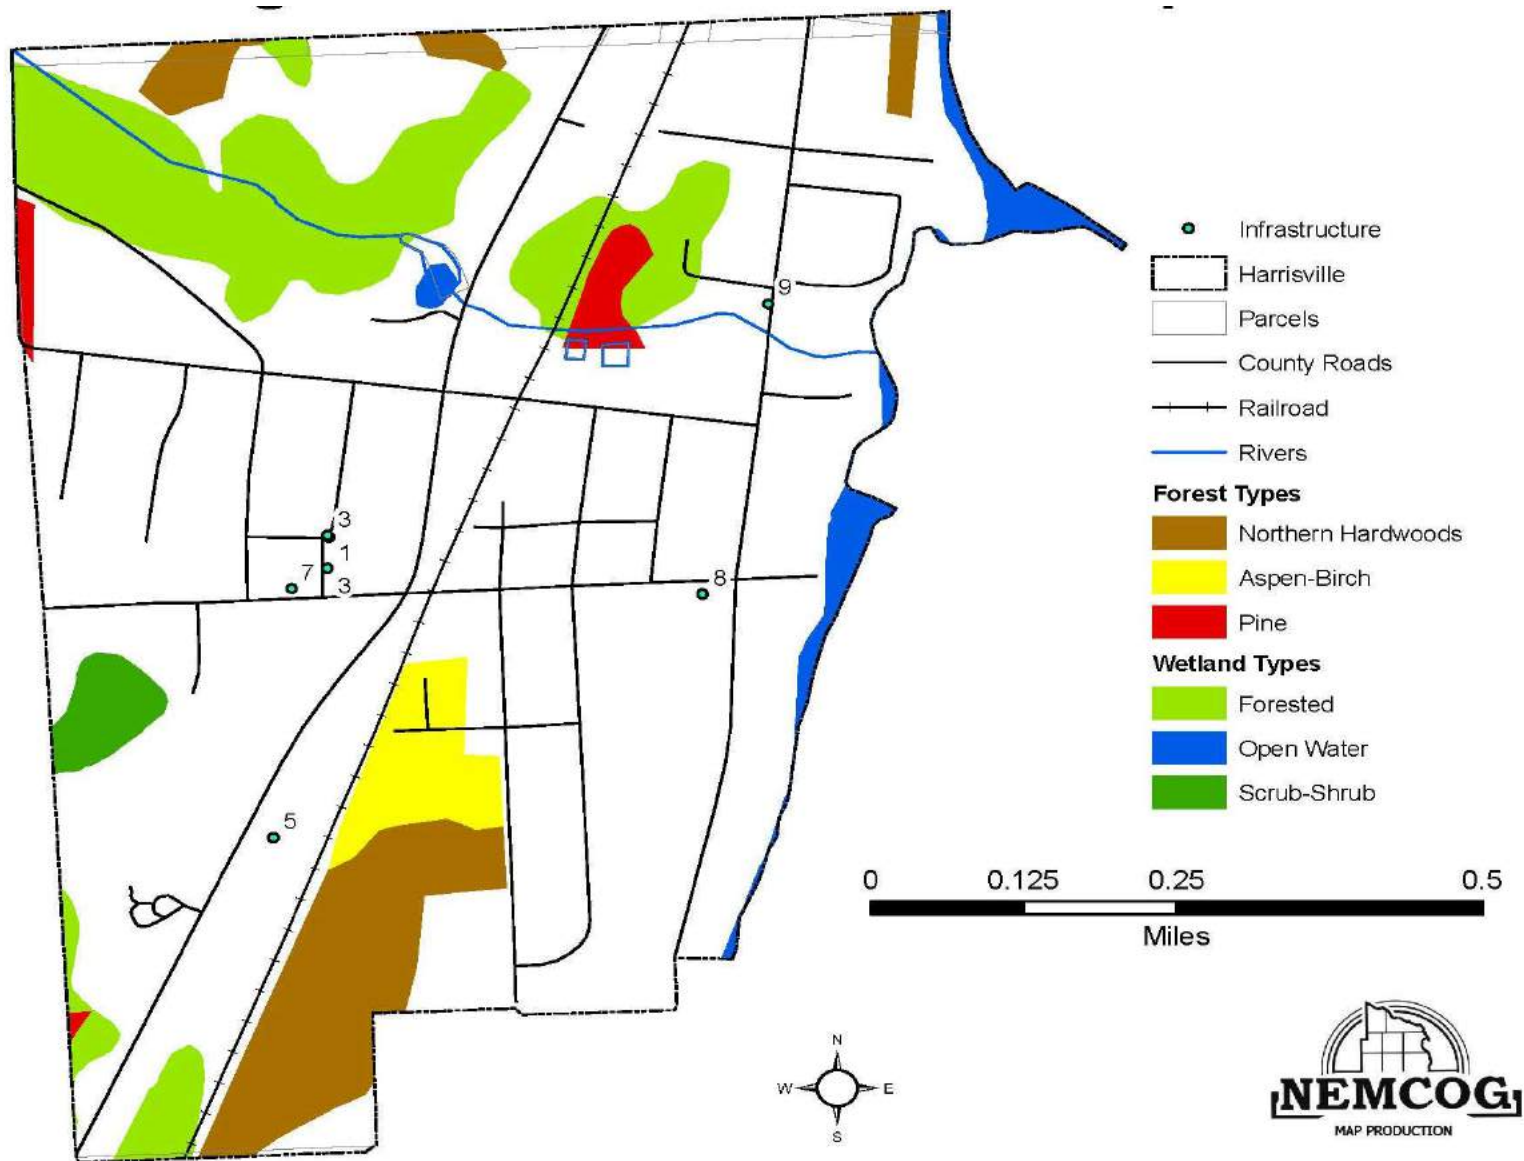 9
3
1
7
3
8
5
Infrastructure
Harrisville
Parcels
County Roads
Railroad
Rivers
Forest Types
Northern Hardwoods
Aspen-Birch
Pine
Wetland Types
Forested
Open Water
Scrub-Shrub
0 0.125 0.25 0.5
Miles
N
W E
S
NEMCOG
MAP PRODUCTION